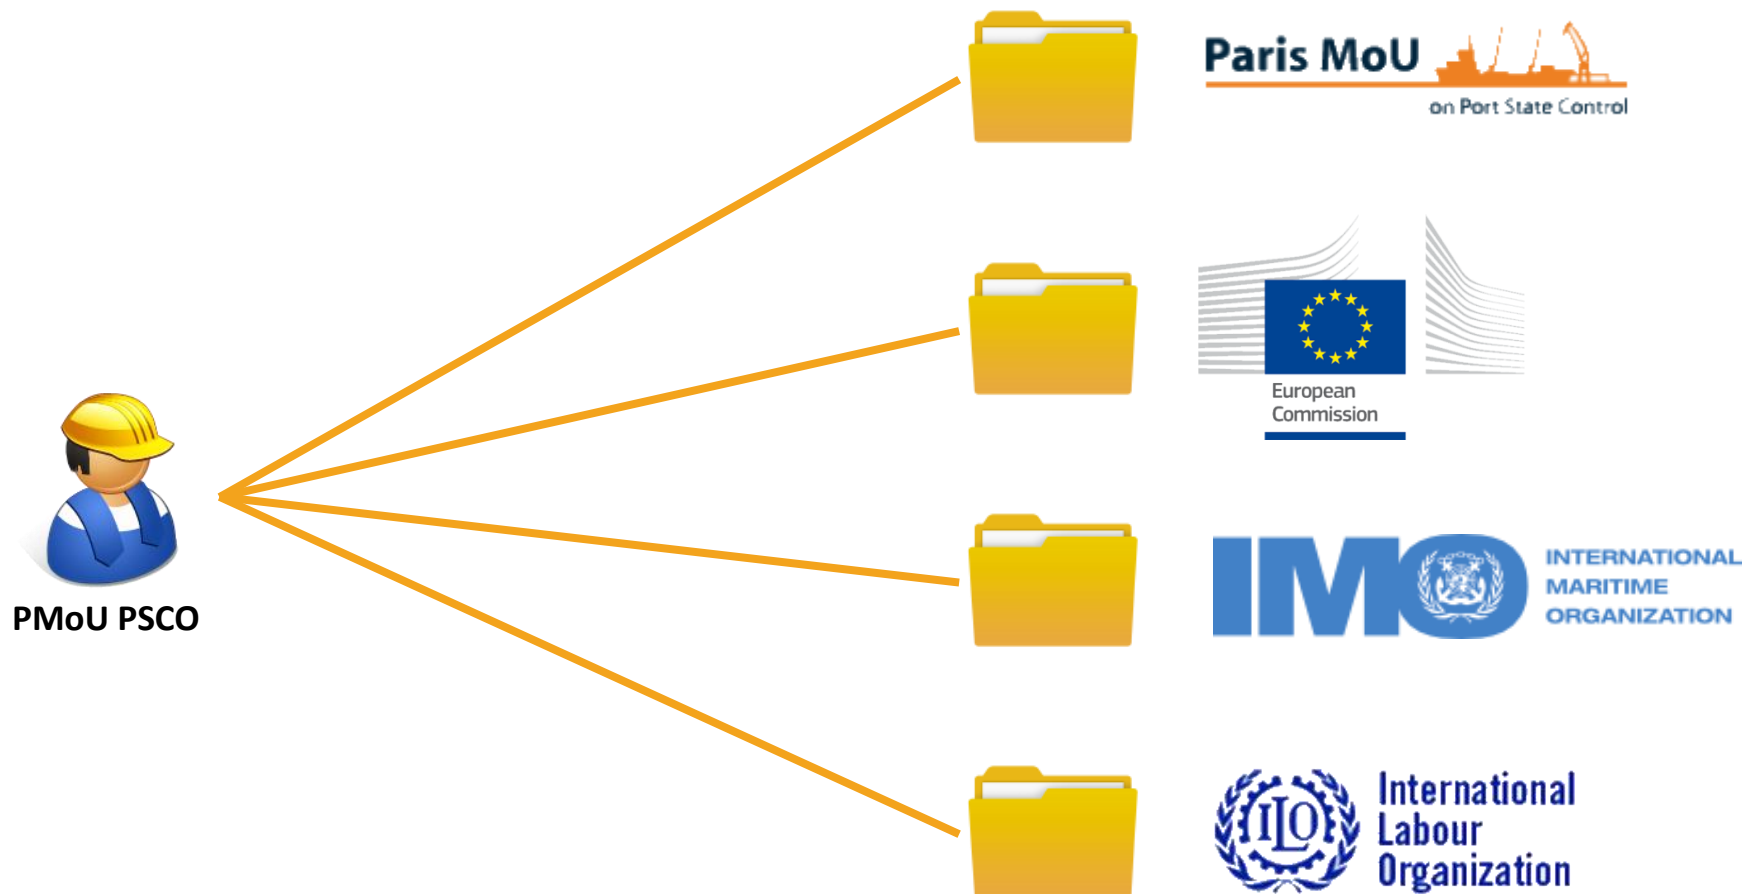 Paris MoU
on Port State Control
European
Commission
PMoU PSCO
IMO
INTERNATIONAL
MARITIME
ORGANIZATION
ILO
International
Labour
Organization